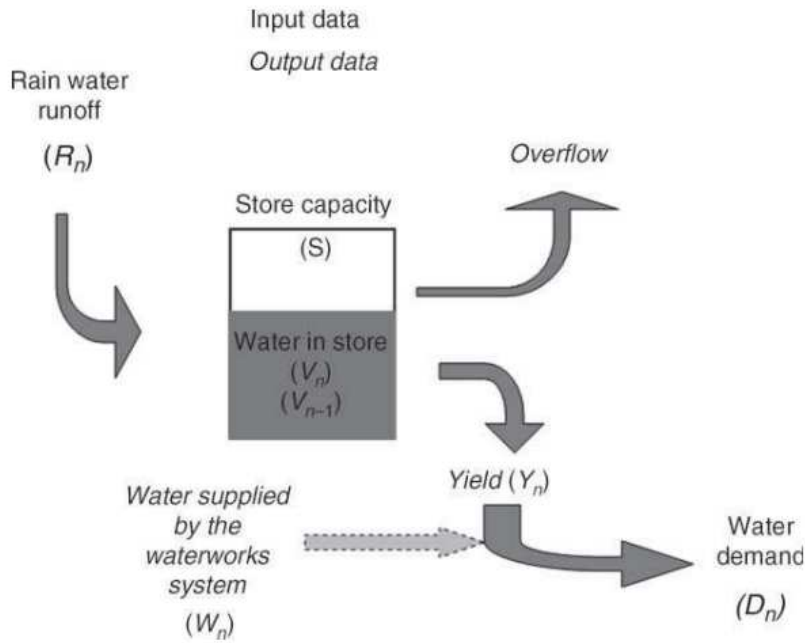 Input data
Output data
Rain water
runoff
(Rₙ)
Overflow
Store capacity
(S)
Water in store
(Vₙ)
(Vₙ₋₁)
Yield (Yₙ)
Water supplied
by the
waterworks
system
(Wₙ)
Water
demand
(Dₙ)